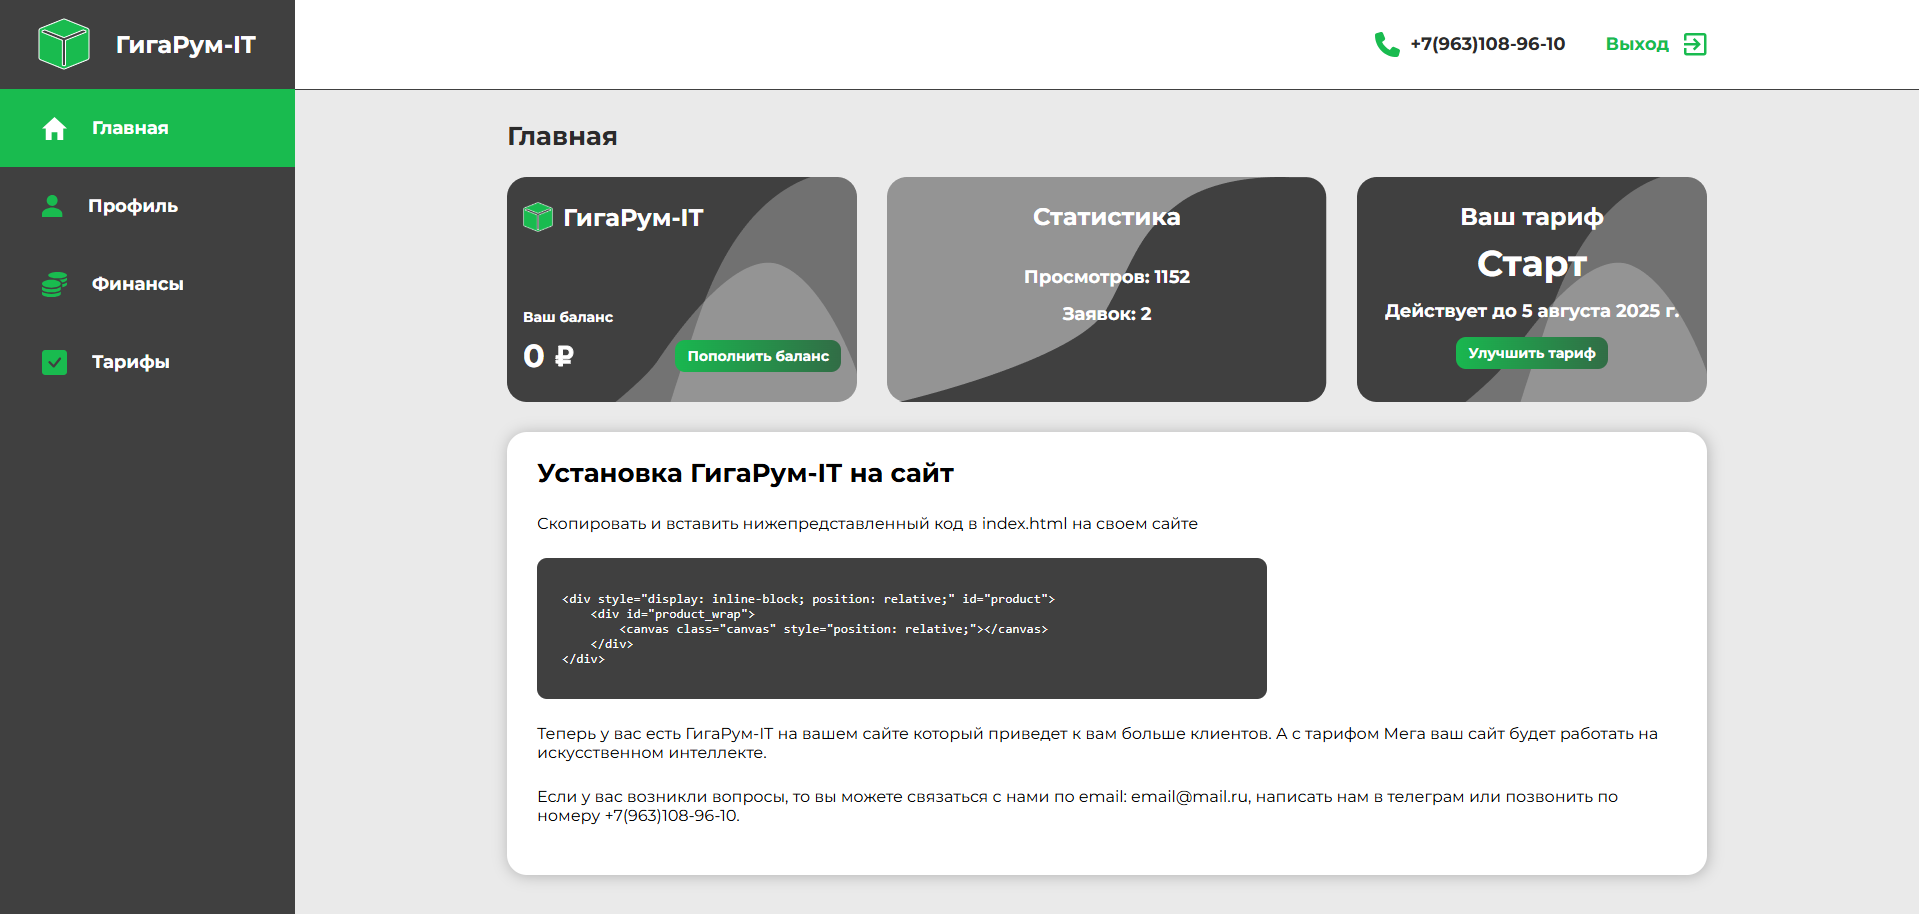 ГигаРум-IT
+7(963)108-96-10
Выход
Главная
Профиль
Финансы
Тарифы
Главная
ГигаРум-IT
Ваш баланс
0 ₽
Пополнить баланс
Статистика
Просмотров: 1152
Заявок: 2
Ваш тариф
Старт
Действует до 5 августа 2025 г.
Улучшить тариф
Установка ГигаРум-IT на сайт
Скопировать и вставить нижепредставленный код в index.html на своем сайте
<div style="display: inline-block; position: relative;" id="product">
    <div id="product_wrap">
        <canvas class="canvas" style="position: relative;"></canvas>
    </div>
</div>
Теперь у вас есть ГигаРум-IT на вашем сайте который приведет к вам больше клиентов. А с тарифом Мега ваш сайт будет работать на
искусственном интеллекте.
Если у вас возникли вопросы, то вы можете связаться с нами по email: email@mail.ru, написать нам в телеграм или позвонить по
номеру +7(963)108-96-10.